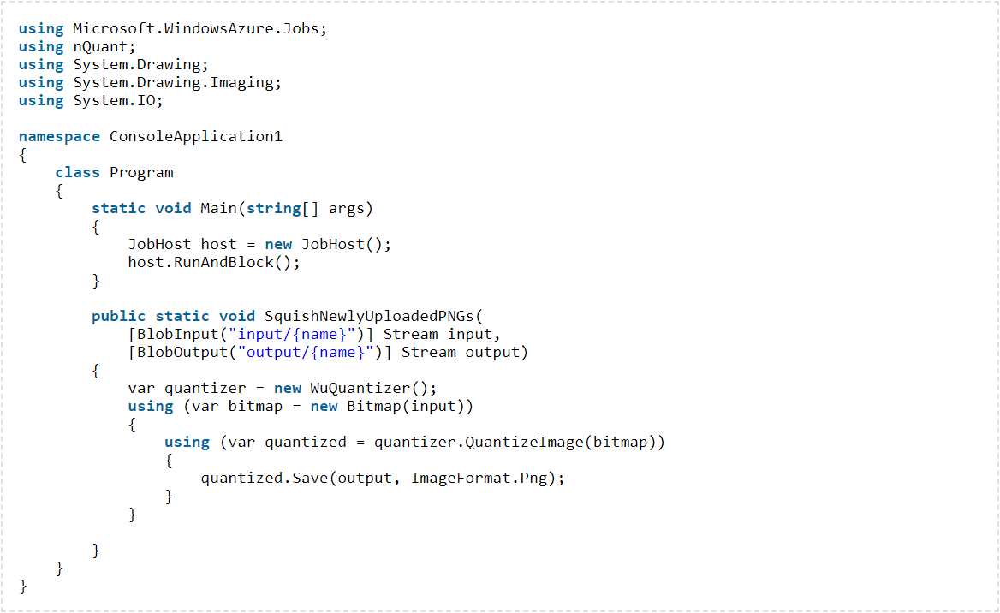 using Microsoft.WindowsAzure.Jobs;
using nQuant;
using System.Drawing;
using System.Drawing.Imaging;
using System.IO;

namespace ConsoleApplication1
{
    class Program
    {
        static void Main(string[] args)
        {
            JobHost host = new JobHost();
            host.RunAndBlock();
        }

        public static void SquishNewlyUploadedPNGs(
            [BlobInput("input/{name}")] Stream input,
            [BlobOutput("output/{name}")] Stream output)
        {
            var quantizer = new WuQuantizer();
            using (var bitmap = new Bitmap(input))
            {
                using (var quantized = quantizer.QuantizeImage(bitmap))
                {
                    quantized.Save(output, ImageFormat.Png);
                }
            }

        }
    }
}